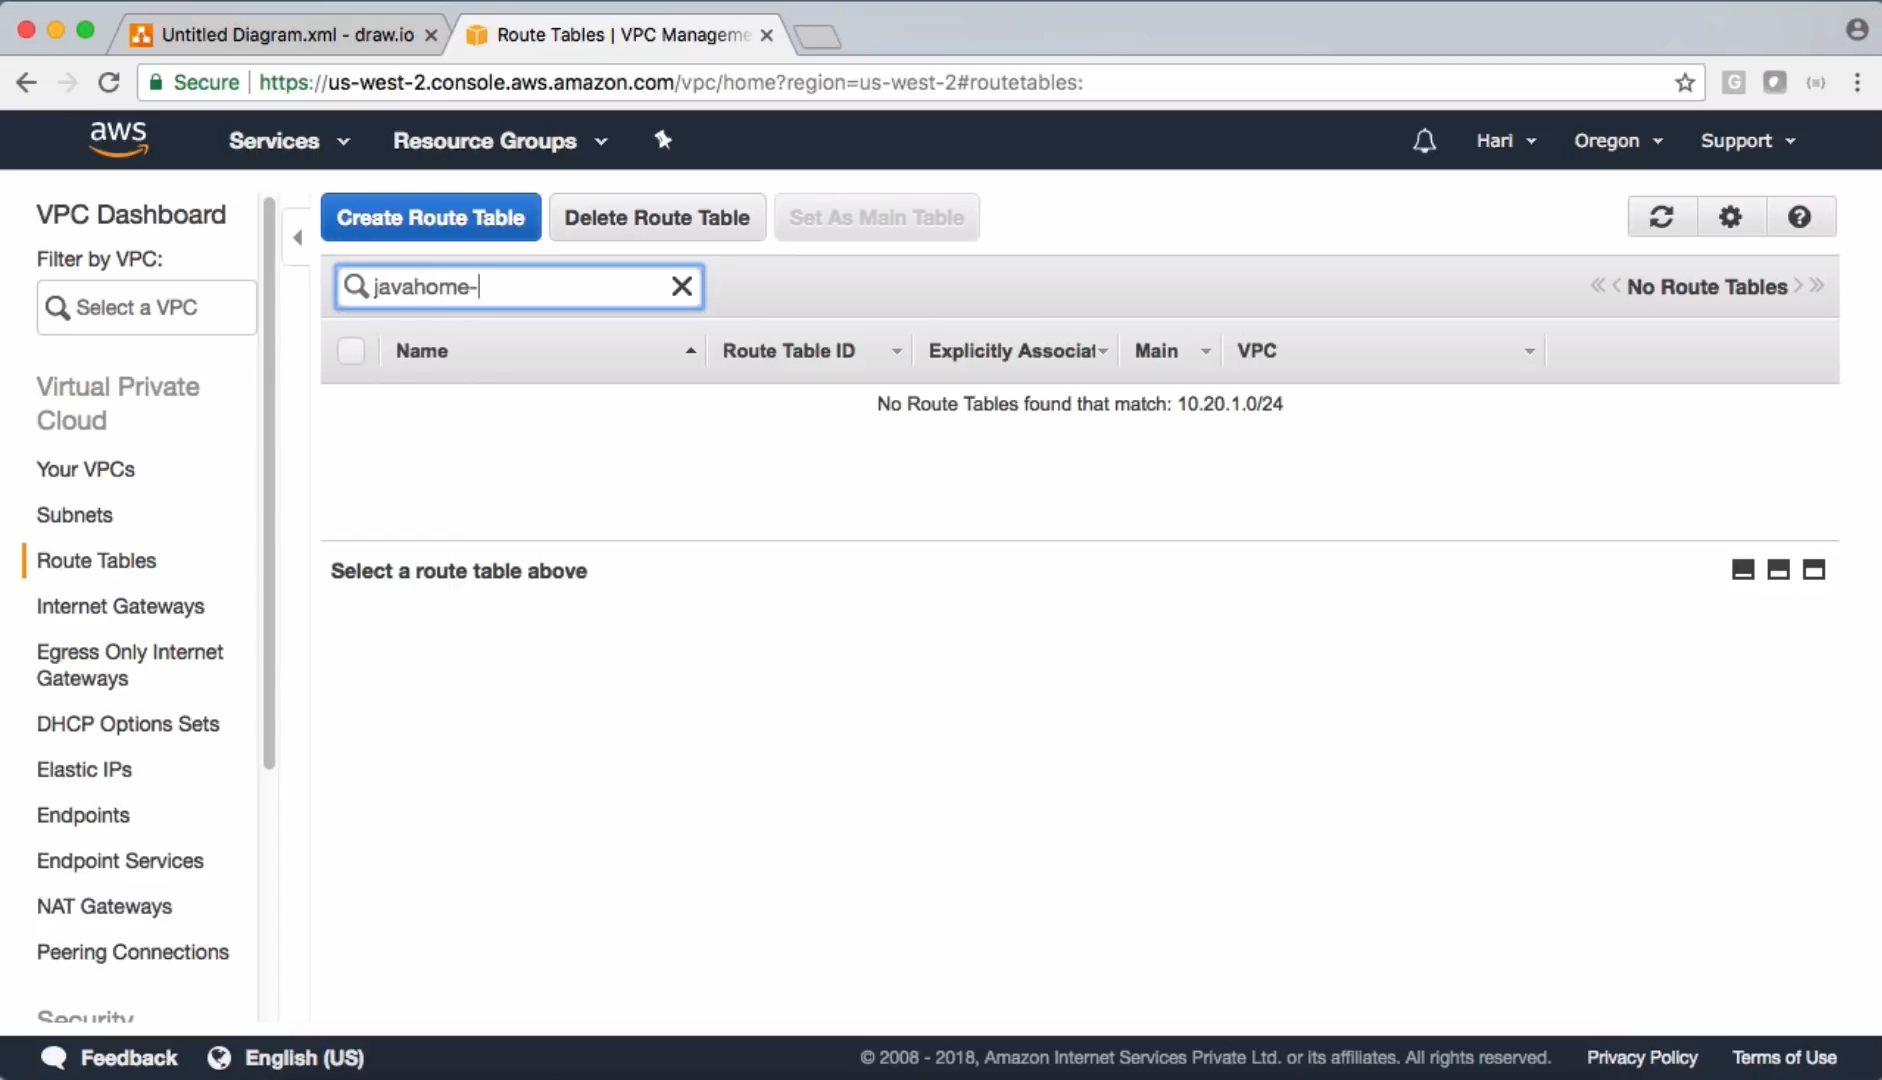 Untitled Diagram.xml - draw.io
Route Tables | VPC Manageme
Secure
https://us-west-2.console.aws.amazon.com/vpc/home?region=us-west-2#routetables:
G
aws
Services
Resource Groups
Hari
Oregon
Support
VPC Dashboard
Filter by VPC:
Select a VPC
Virtual Private
Cloud
Your VPCs
Subnets
Route Tables
Internet Gateways
Egress Only Internet
Gateways
DHCP Options Sets
Elastic IPs
Endpoints
Endpoint Services
NAT Gateways
Peering Connections
Security
Create Route Table
Delete Route Table
Set As Main Table
javahome-
No Route Tables
Name
Route Table ID
Explicitly Associat
Main
VPC
No Route Tables found that match: 10.20.1.0/24
Select a route table above
Feedback
English (US)
© 2008 - 2018, Amazon Internet Services Private Ltd. or its affiliates. All rights reserved.
Privacy Policy
Terms of Use